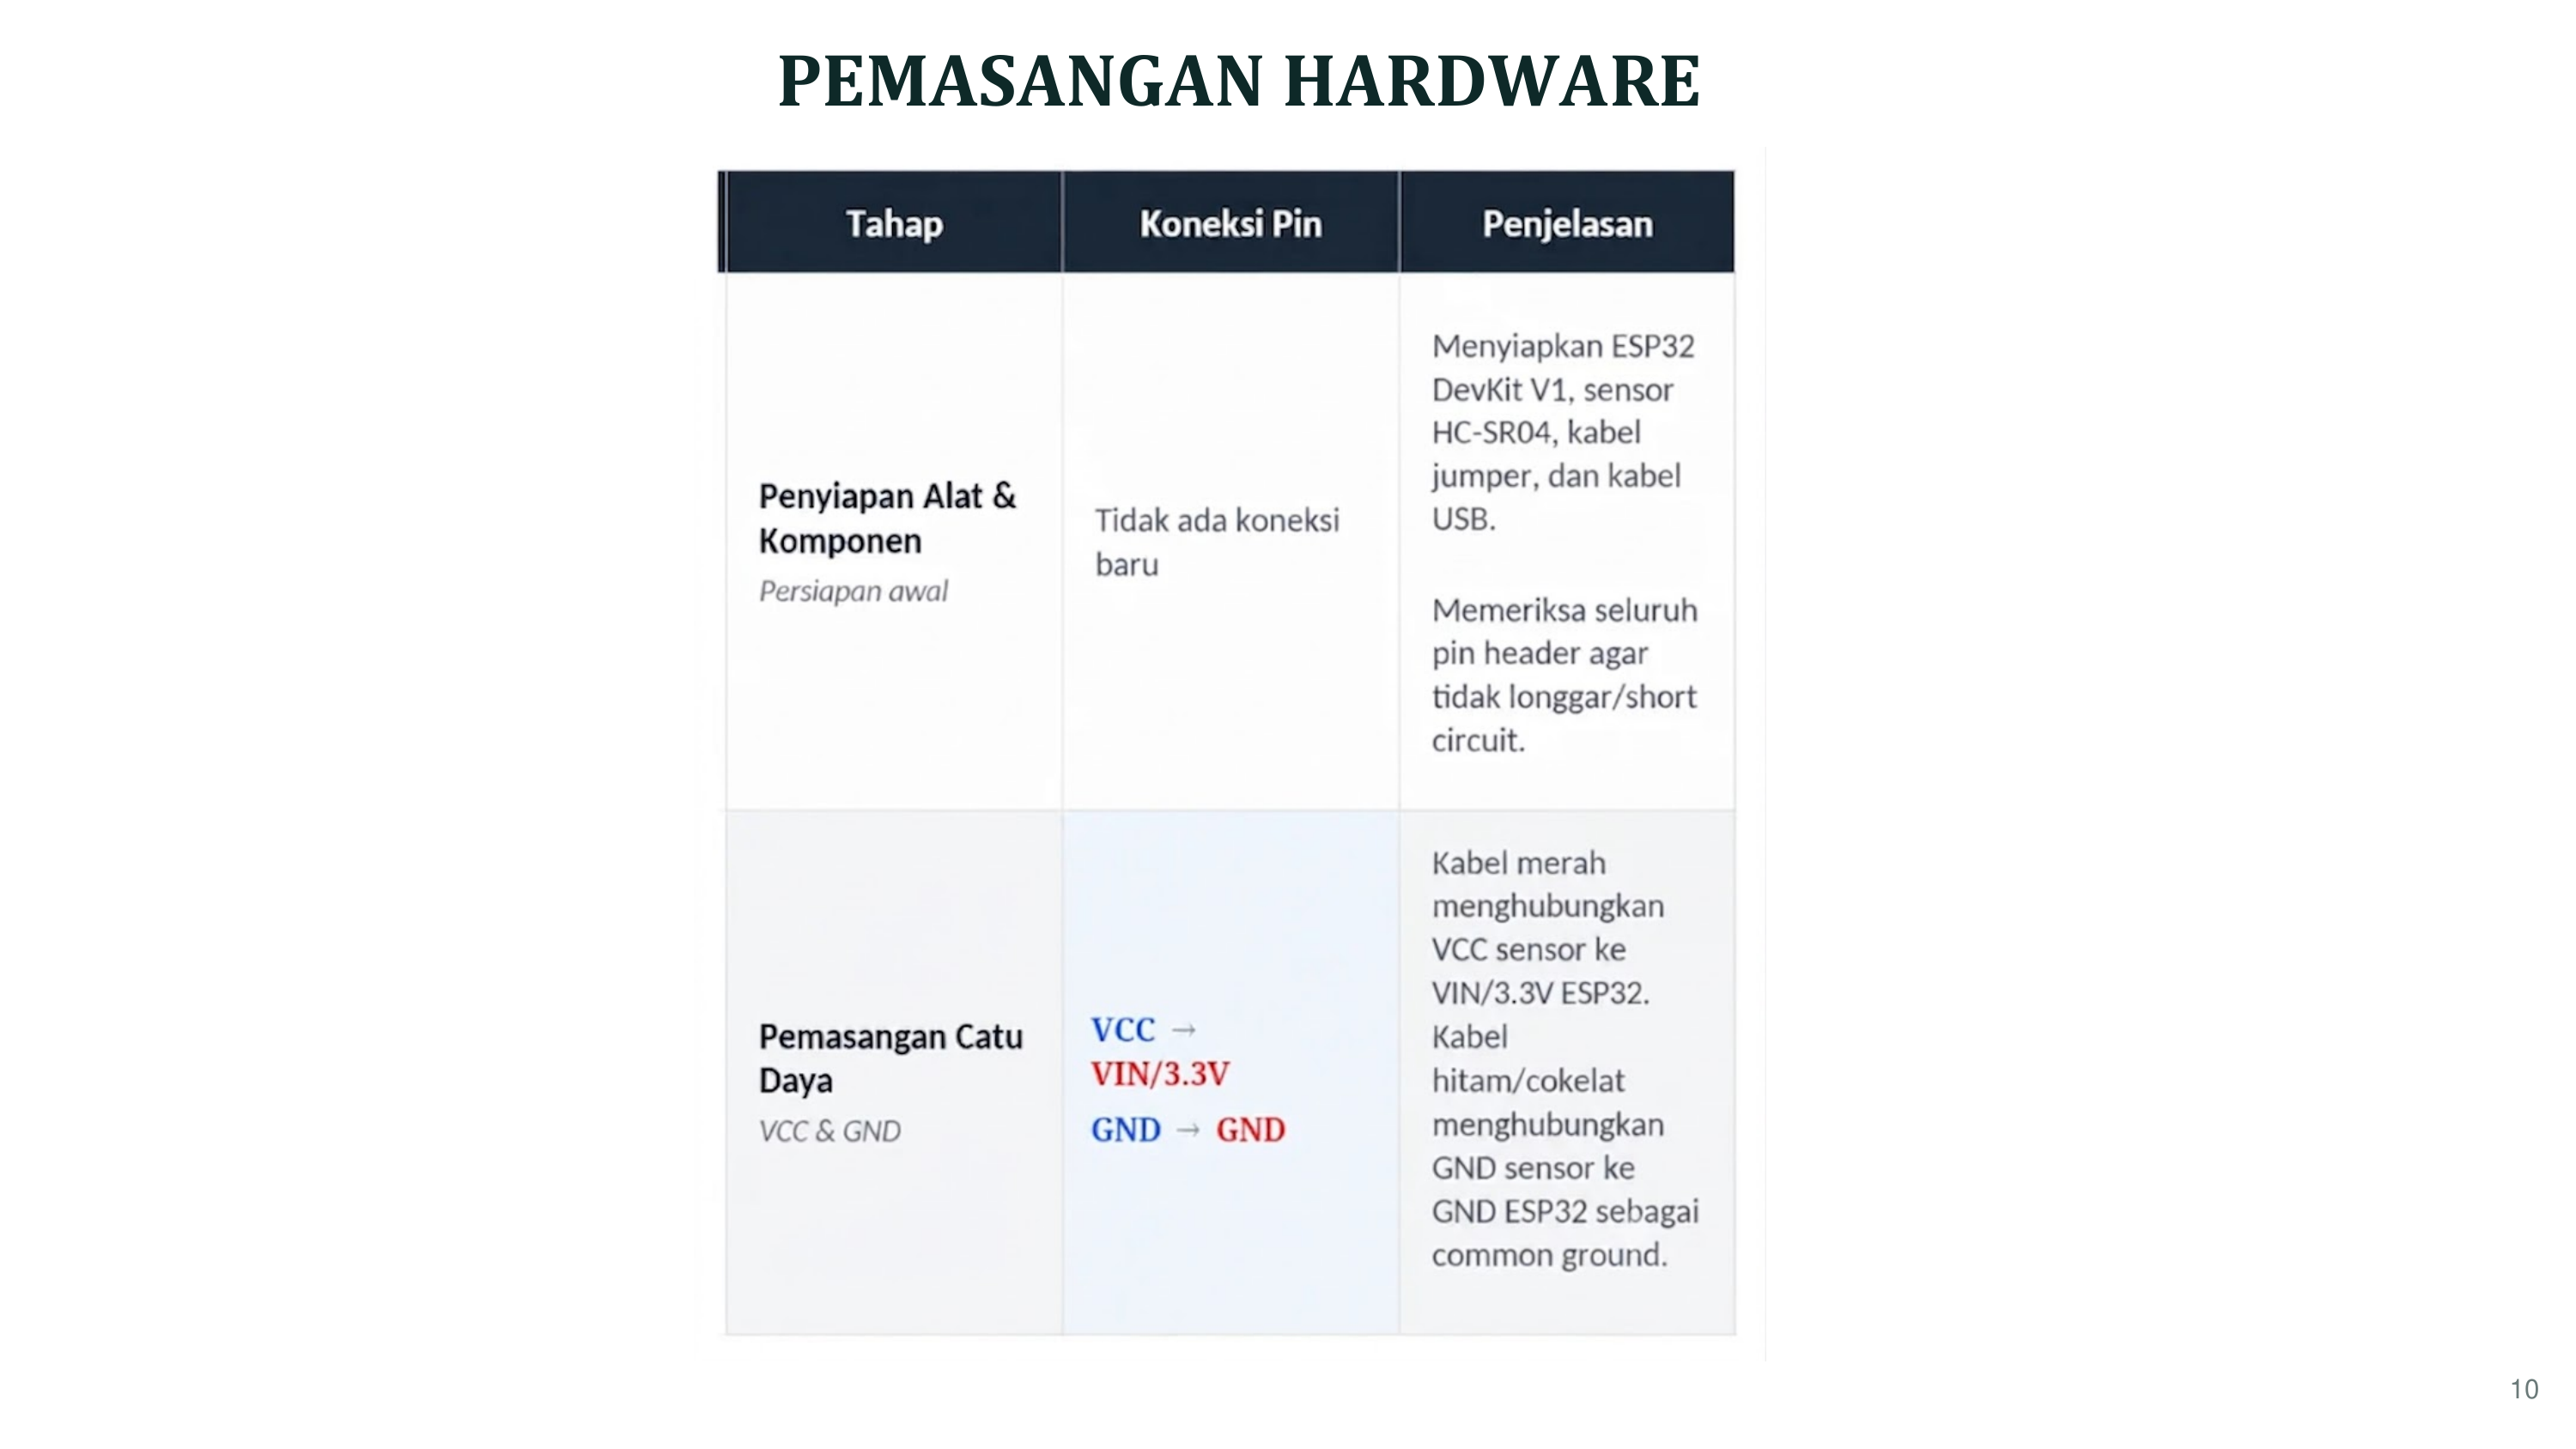 PEMASANGAN HARDWARE
Tahap
Koneksi Pin
Penjelasan
Penyiapan Alat &
Komponen
Persiapan awal
Tidak ada koneksi
baru
Menyiapkan ESP32
DevKit V1, sensor
HC-SR04, kabel
jumper, dan kabel
USB.
Memeriksa seluruh
pin header agar
tidak longgar/short
circuit.
Pemasangan Catu
Daya
VCC & GND
VCC →
VIN/3.3V
GND → GND
Kabel merah
menghubungkan
VCC sensor ke
VIN/3.3V ESP32.
Kabel
hitam/cokelat
menghubungkan
GND sensor ke
GND ESP32 sebagai
common ground.
10